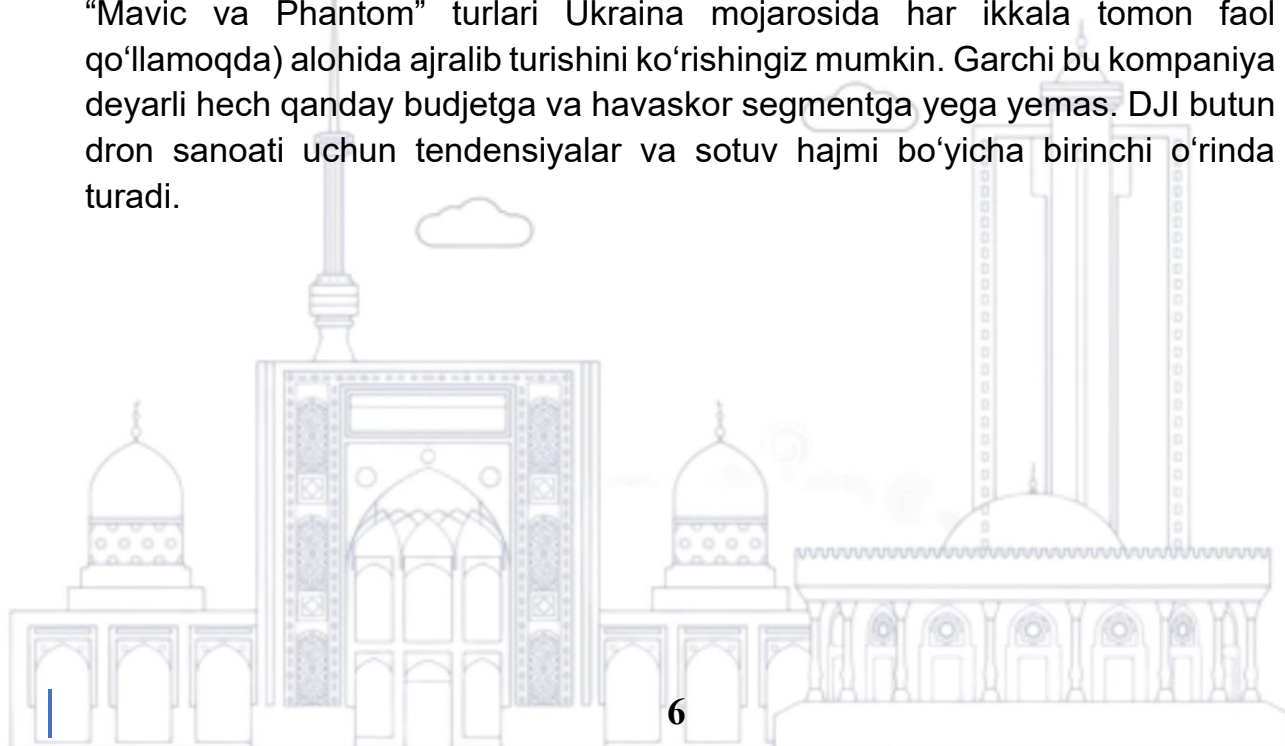 “Mavic va Phantom” turlari Ukraina mojarosida har ikkala tomon faol
qo‘llamoqda) alohida ajralib turishini ko‘rishingiz mumkin. Garchi bu kompaniya
deyarli hech qanday budjetga va havaskor segmentga yega yemas. DJI butun
dron sanoati uchun tendensiyalar va sotuv hajmi bo‘yicha birinchi o‘rinda
turadi.
6